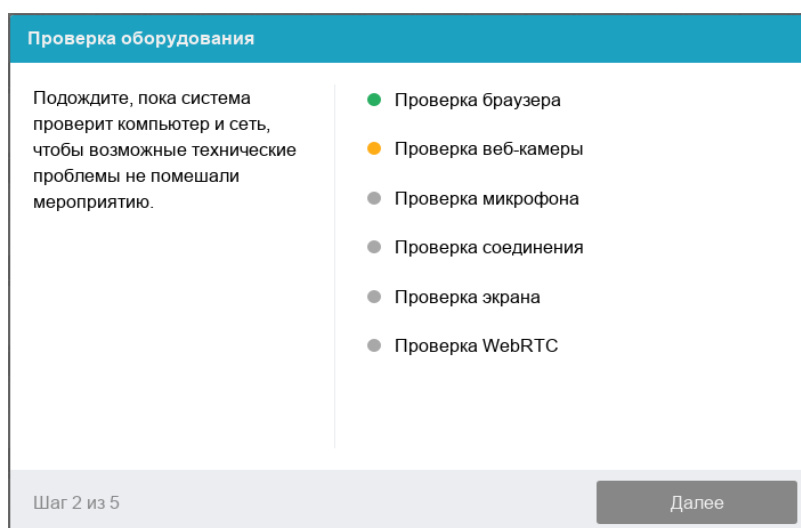 Проверка оборудования
Подождите, пока система
проверит компьютер и сеть,
чтобы возможные технические
проблемы не помешали
мероприятию.
Проверка браузера
Проверка веб-камеры
Проверка микрофона
Проверка соединения
Проверка экрана
Проверка WebRTC
Шаг 2 из 5
Далее